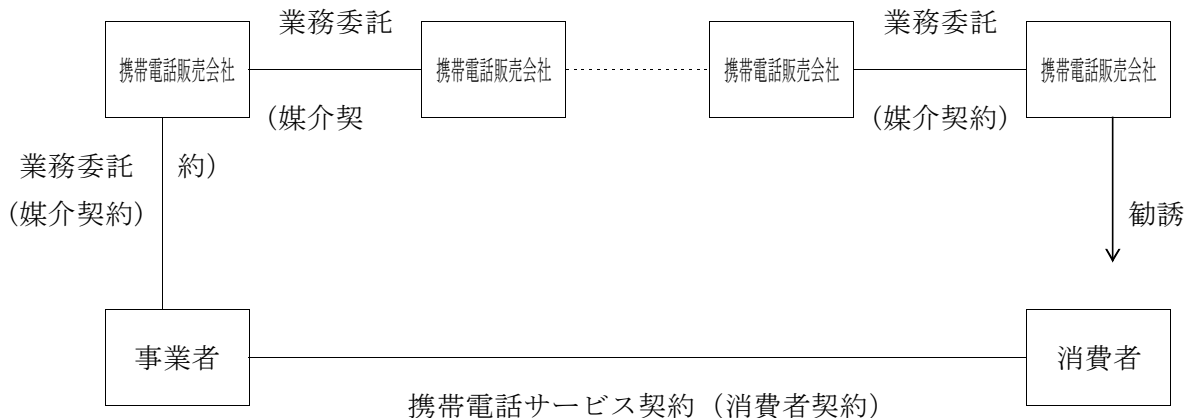 業務委託
業務委託
携帯電話販売会社
携帯電話販売会社
携帯電話販売会社
携帯電話販売会社
(媒介契
(媒介契約)
業務委託
約)
(媒介契約)
勧誘
事業者
消費者
携帯電話サービス契約(消費者契約)